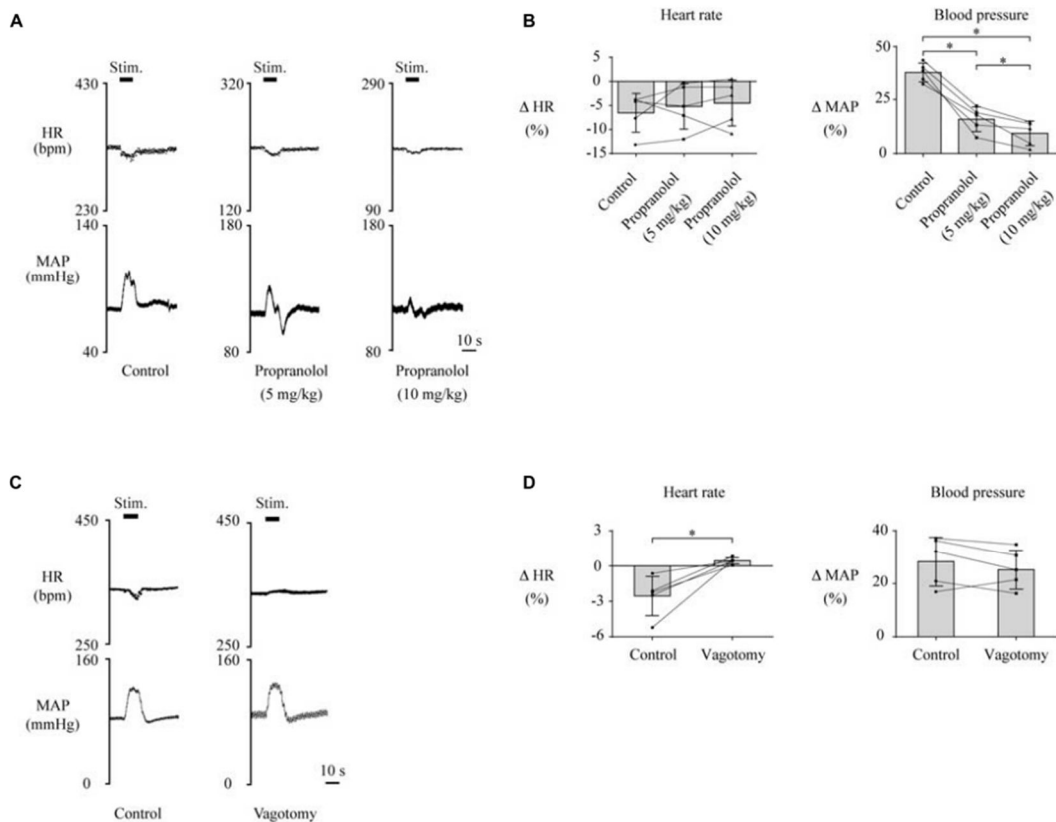 A
Stim. Stim. Stim.
430 320 290
HR
(bpm)
230 120 90
140 180 180
MAP
(mmHg)
40 80 80
10 s
Control Propranolol Propranolol
(5 mg/kg) (10 mg/kg)
B
Heart rate Blood pressure
5
0
-5
-10
-15
Δ HR
(%)
Control
Propranolol
(5 mg/kg)
Propranolol
(10 mg/kg)
50
25
0
Δ MAP
(%)
* * *
Control
Propranolol
(5 mg/kg)
Propranolol
(10 mg/kg)
C
Stim. Stim.
450 450
HR
(bpm)
250 250
160 160
MAP
(mmHg)
0 0
10 s
Control Vagotomy
D
Heart rate Blood pressure
3
0
-3
-6
Δ HR
(%)
*
Control Vagotomy
40
20
0
Δ MAP
(%)
Control Vagotomy